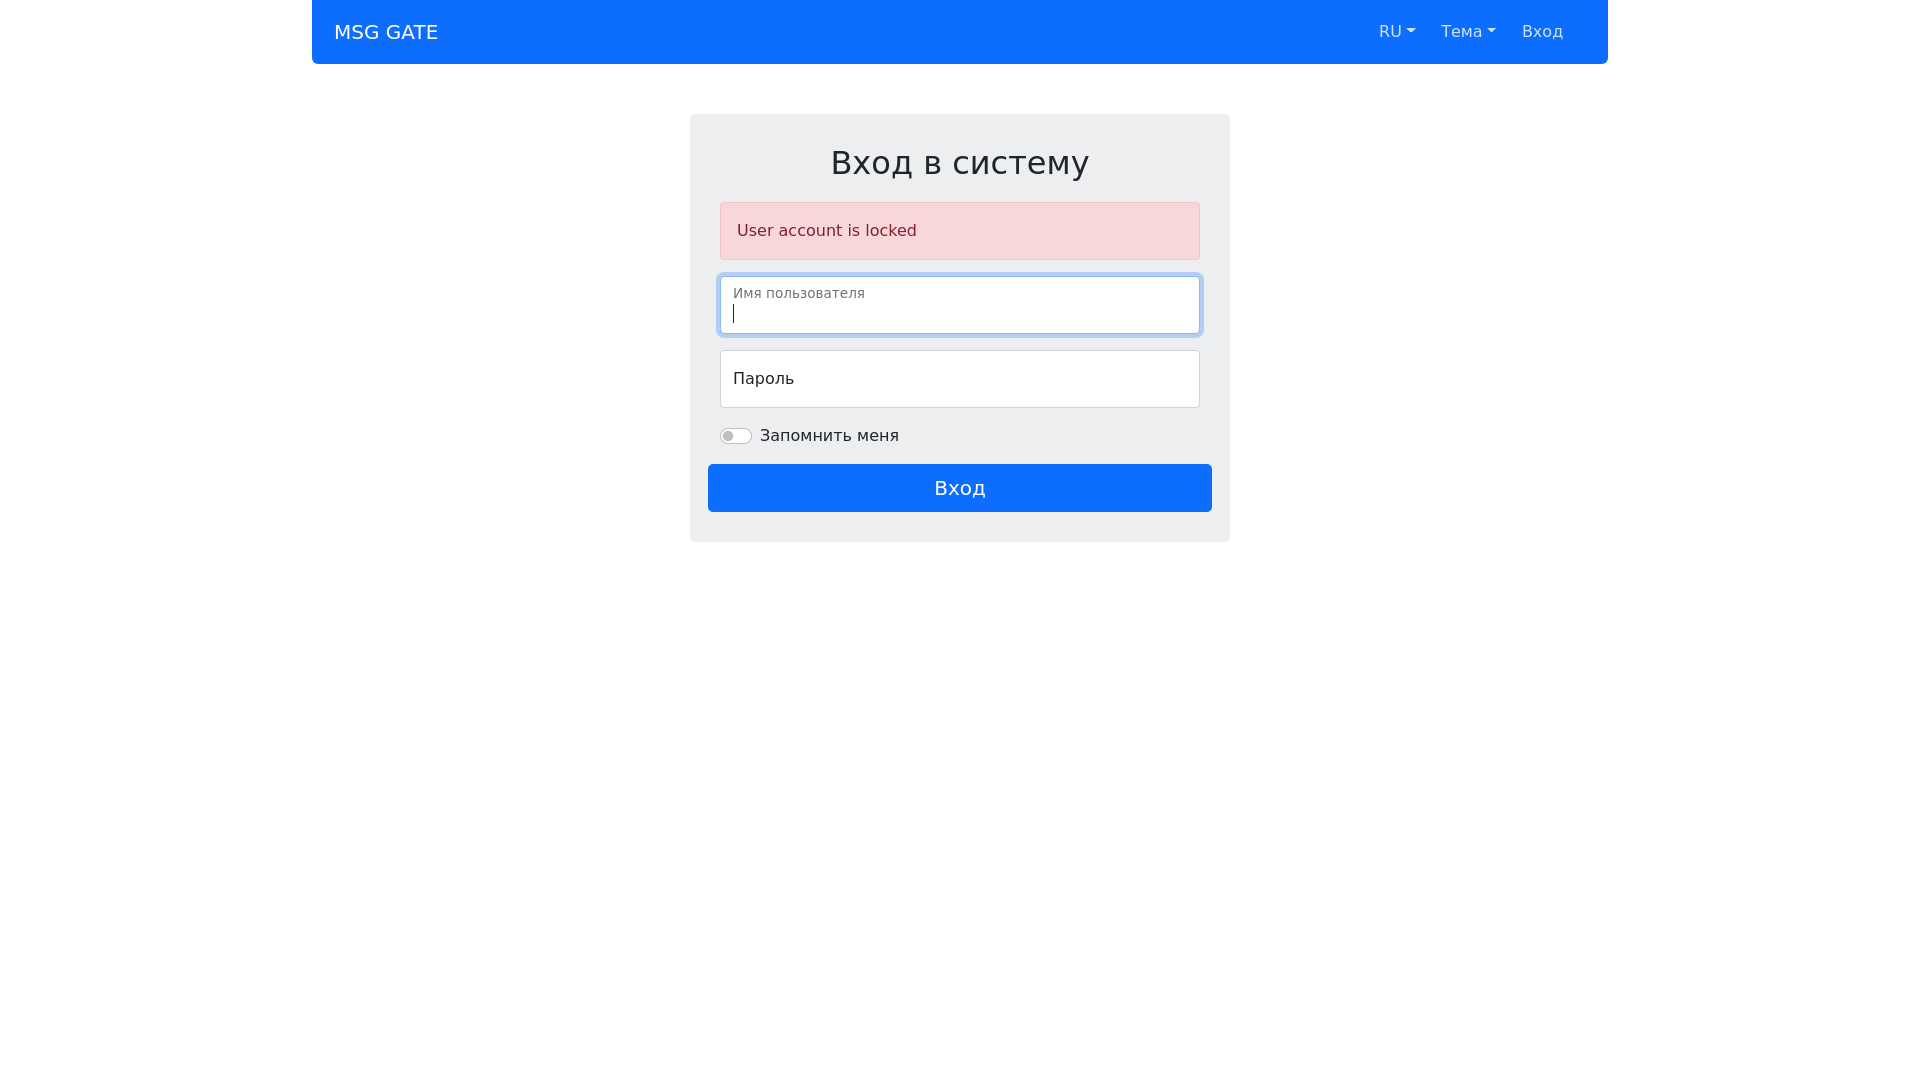 MSG GATE
RU
Тема
Вход
Вход в систему
User account is locked
Имя пользователя
Пароль
Запомнить меня
Вход